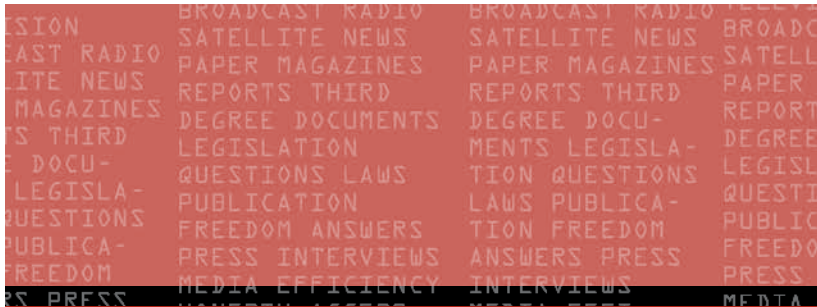 ISION
CAST RADIO
LITE NEWS
MAGAZINES
TS THIRD
E DOCU-
LEGISLA-
QUESTIONS
PUBLICA-
FREEDOM
RS PRESS
BROADCAST RADIO
SATELLITE NEWS
PAPER MAGAZINES
REPORTS THIRD
DEGREE DOCUMENTS
LEGISLATION
QUESTIONS LAWS
PUBLICATION
FREEDOM ANSWERS
PRESS INTERVIEWS
MEDIA EFFICIENCY
BROADCAST RADIO
SATELLITE NEWS
PAPER MAGAZINES
REPORTS THIRD
DEGREE DOCU-
MENTS LEGISLA-
TION QUESTIONS
LAWS PUBLICA-
TION FREEDOM
ANSWERS PRESS
INTERVIEWS
BROADC
SATELL
PAPER
REPORT
DEGREE
LEGISL
QUESTI
PUBLIC
FREEDO
PRESS
MEDIA